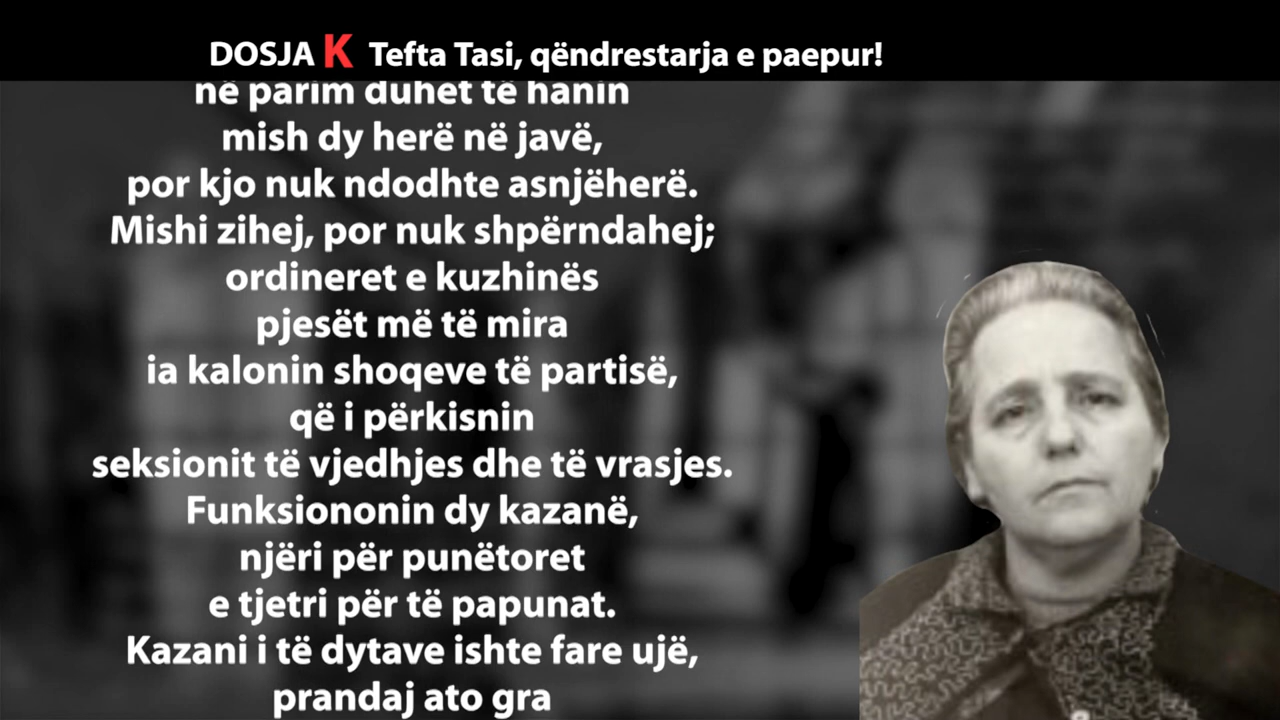 DOSJA K Tefta Tasi, qëndrestarja e paepur!
në parim duhet të hanin
mish dy herë në javë,
por kjo nuk ndodhte asnjëherë.
Mishi zihej, por nuk shpërndahej;
ordineret e kuzhinës
pjesët më të mira
ia kalonin shoqeve të partisë,
që i përkisnin
seksionit të vjedhjes dhe të vrasjes.
Funksiononin dy kazanë,
njëri për punëtoret
e tjetri për të papunat.
Kazani i të dytave ishte fare ujë,
prandaj ato gra